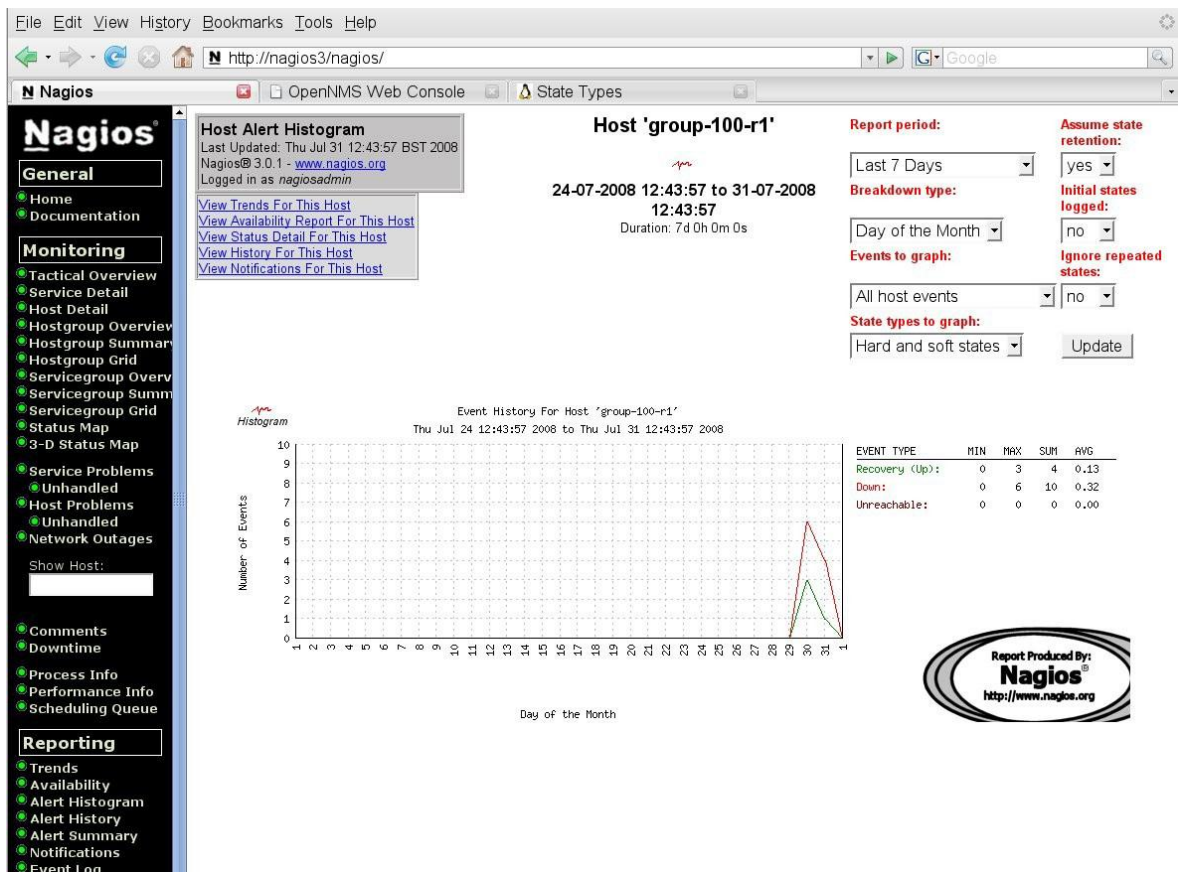 File Edit View History Bookmarks Tools Help
N http://nagios3/nagios/
G Google
N Nagios
OpenNMS Web Console
State Types
Nagios®
General
Home
Documentation
Monitoring
Tactical Overview
Service Detail
Host Detail
Hostgroup Overview
Hostgroup Summar
Hostgroup Grid
Servicegroup Overv
Servicegroup Summ
Servicegroup Grid
Status Map
3-D Status Map
Service Problems
Unhandled
Host Problems
Unhandled
Network Outages
Show Host:
Comments
Downtime
Process Info
Performance Info
Scheduling Queue
Reporting
Trends
Availability
Alert Histogram
Alert History
Alert Summary
Notifications
Event Log
Host Alert Histogram
Last Updated: Thu Jul 31 12:43:57 BST 2008
Nagios® 3.0.1 - www.nagios.org
Logged in as nagiosadmin
View Trends For This Host
View Availability Report For This Host
View Status Detail For This Host
View History For This Host
View Notifications For This Host
Host 'group-100-r1'
24-07-2008 12:43:57 to 31-07-2008
12:43:57
Duration: 7d 0h 0m 0s
Report period:
Last 7 Days
Assume state
retention:
yes
Breakdown type:
Day of the Month
Initial states
logged:
no
Events to graph:
All host events
Ignore repeated
states:
no
State types to graph:
Hard and soft states
Update
Histogram
Event History For Host 'group-100-r1'
Thu Jul 24 12:43:57 2008 to Thu Jul 31 12:43:57 2008
Number of Events
10
9
8
7
6
5
4
3
2
1
0
1 2 3 4 5 6 7 8 9 10 11 12 13 14 15 16 17 18 19 20 21 22 23 24 25 26 27 28 29 30 31 1
Day of the Month
EVENT TYPE MIN MAX SUM AVG
Recovery (Up): 0 3 4 0.13
Down: 0 6 10 0.32
Unreachable: 0 0 0 0.00
Report Produced By:
Nagios®
http://www.nagios.org